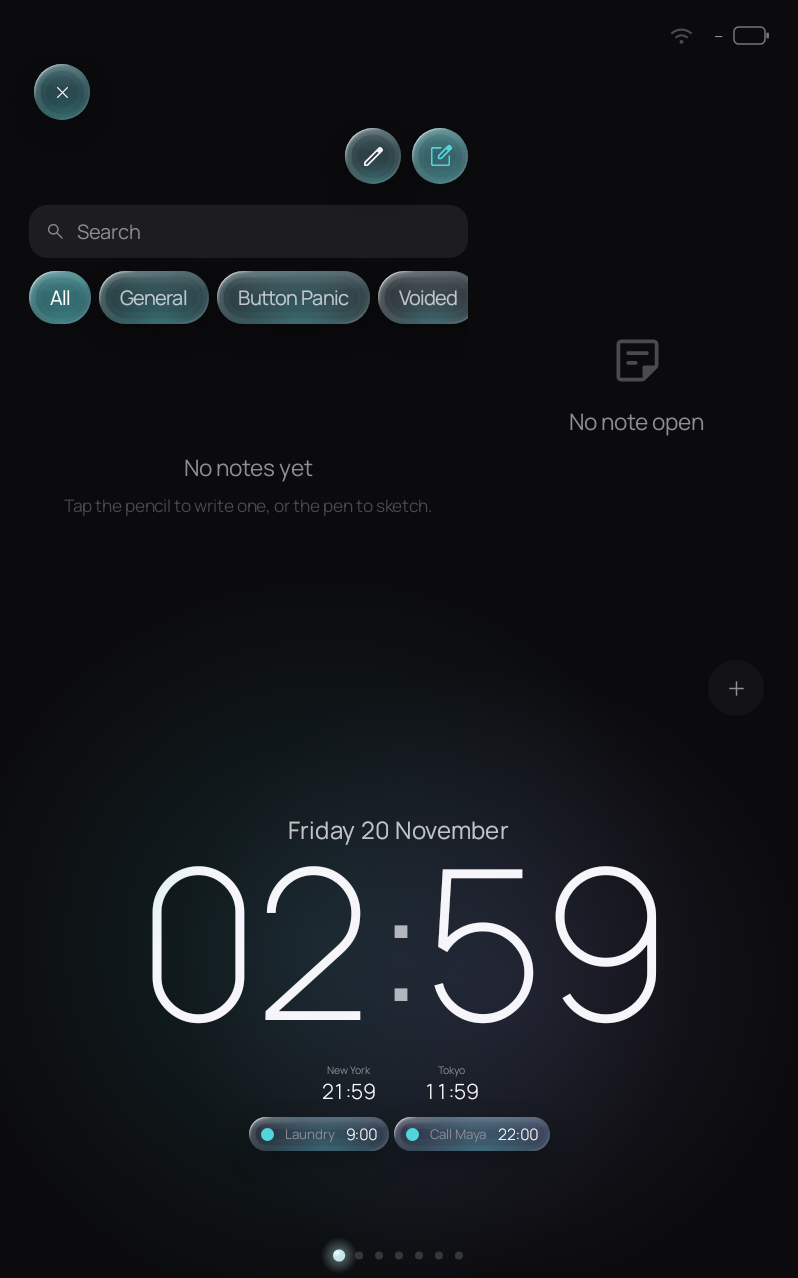 –
Search
All General Button Panic Voided
No note open
No notes yet
Tap the pencil to write one, or the pen to sketch.
Friday 20 November
02:59
New York Tokyo
21:59 11:59
Laundry 9:00 Call Maya 22:00